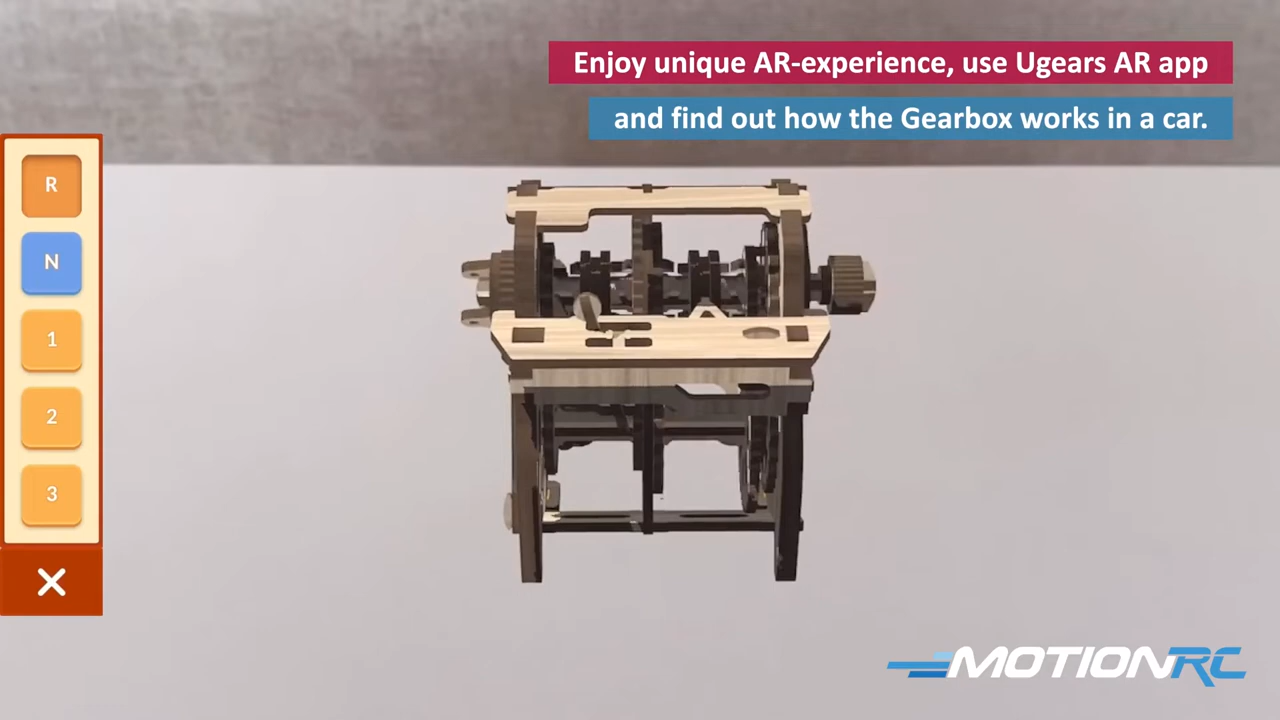 Enjoy unique AR-experience, use Ugears AR app
and find out how the Gearbox works in a car.
R
N
1
2
3
MOTIONRC